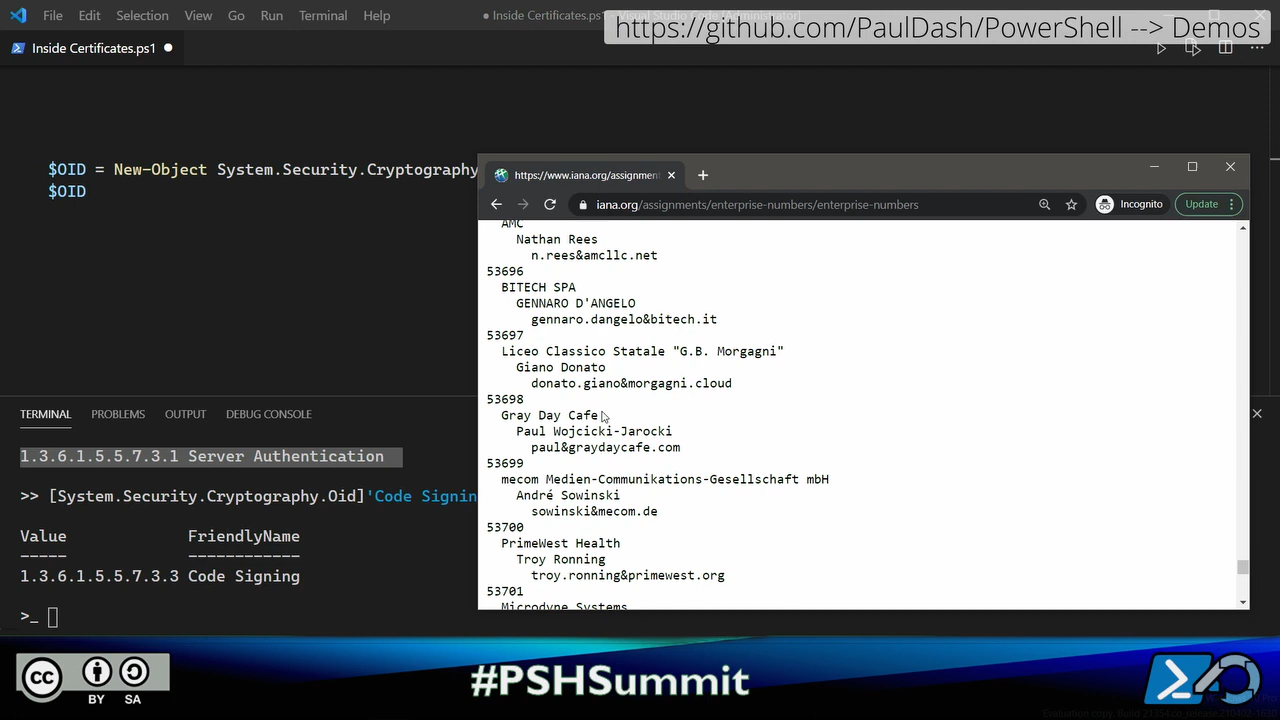 File Edit Selection View Go Run Terminal Help
● Inside Certificates.ps1 - Visual Studio Code [Administrator]
https://github.com/PaulDash/PowerShell --> Demos
Inside Certificates.ps1 ●
$OID = New-Object System.Security.Cryptography
$OID
https://www.iana.org/assignment
iana.org/assignments/enterprise-numbers/enterprise-numbers
Incognito
Update
AMC
Nathan Rees
n.rees&amcllc.net
53696
BITECH SPA
GENNARO D'ANGELO
gennaro.dangelo&bitech.it
53697
Liceo Classico Statale "G.B. Morgagni"
Giano Donato
donato.giano&morgagni.cloud
53698
Gray Day Cafe
Paul Wojcicki-Jarocki
paul&graydaycafe.com
53699
mecom Medien-Communikations-Gesellschaft mbH
André Sowinski
sowinski&mecom.de
53700
PrimeWest Health
Troy Ronning
troy.ronning&primewest.org
53701
Microdyne Systems
TERMINAL PROBLEMS OUTPUT DEBUG CONSOLE
1.3.6.1.5.5.7.3.1 Server Authentication
>> [System.Security.Cryptography.Oid]'Code Signin
Value FriendlyName
----- ------------
1.3.6.1.5.5.7.3.3 Code Signing
>_
cc
BY SA
#PSHSummit